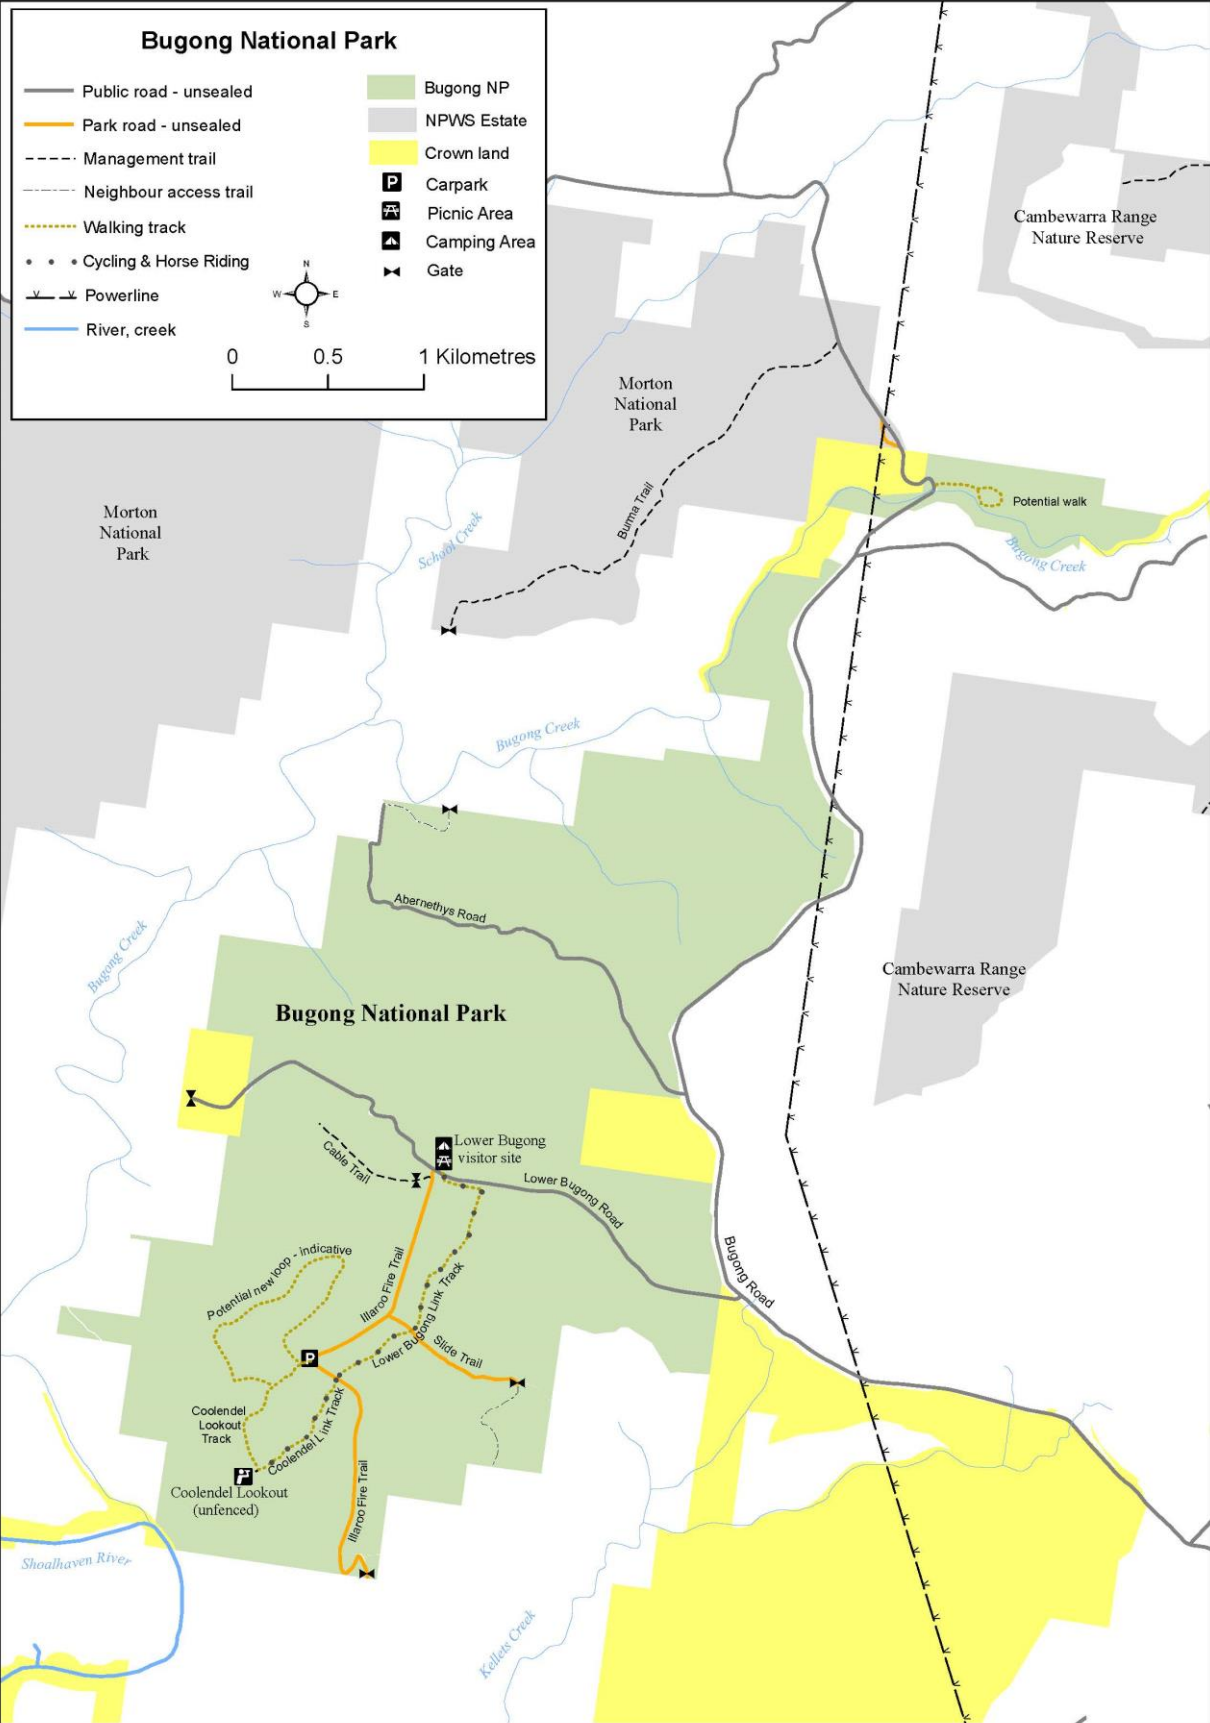 Bugong National Park
Public road - unsealed
Park road - unsealed
Management trail
Neighbour access trail
Walking track
Cycling & Horse Riding
Powerline
River, creek
Bugong NP
NPWS Estate
Crown land
P
Carpark
Picnic Area
Camping Area
Gate
N
W
E
S
0
0.5
1 Kilometres
Cambewarra Range
Nature Reserve
Morton
National
Park
Morton
National
Park
Burma Trail
School Creek
Potential walk
Bugong Creek
Bugong Creek
Abernethys Road
Bugong Creek
Cambewarra Range
Nature Reserve
Bugong National Park
Lower Bugong
visitor site
Cable Trail
Lower Bugong Road
Bugong Road
Potential new loop - indicative
Illaroo Fire Trail
Lower Bugong Link Track
Slide Trail
P
Coolendel
Lookout
Track
Coolendel Link Track
Coolendel Lookout
(unfenced)
Illaroo Fire Trail
Shoalhaven River
Kellets Creek